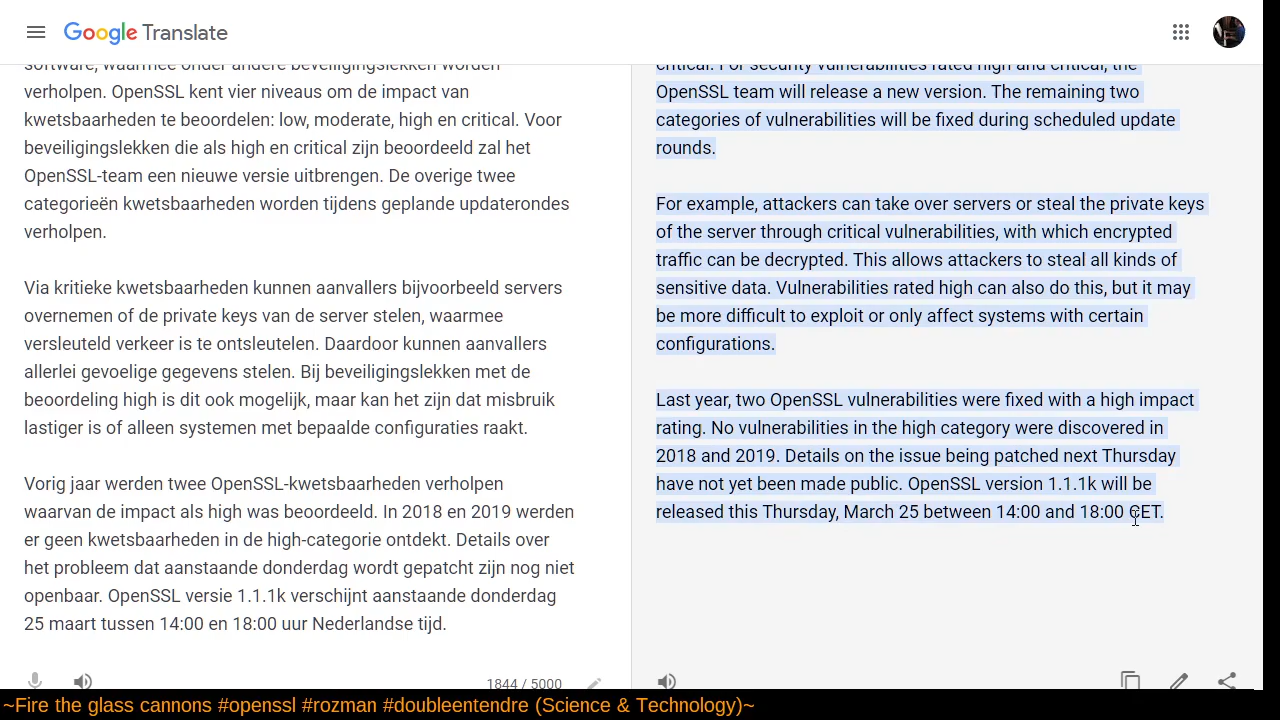 Google Translate
software, waarmee onder andere beveiligingslekken worden
verholpen. OpenSSL kent vier niveaus om de impact van
kwetsbaarheden te beoordelen: low, moderate, high en critical. Voor
beveiligingslekken die als high en critical zijn beoordeeld zal het
OpenSSL-team een nieuwe versie uitbrengen. De overige twee
categorieën kwetsbaarheden worden tijdens geplande updaterondes
verholpen.
Via kritieke kwetsbaarheden kunnen aanvallers bijvoorbeeld servers
overnemen of de private keys van de server stelen, waarmee
versleuteld verkeer is te ontsleutelen. Daardoor kunnen aanvallers
allerlei gevoelige gegevens stelen. Bij beveiligingslekken met de
beoordeling high is dit ook mogelijk, maar kan het zijn dat misbruik
lastiger is of alleen systemen met bepaalde configuraties raakt.
Vorig jaar werden twee OpenSSL-kwetsbaarheden verholpen
waarvan de impact als high was beoordeeld. In 2018 en 2019 werden
er geen kwetsbaarheden in de high-categorie ontdekt. Details over
het probleem dat aanstaande donderdag wordt gepatcht zijn nog niet
openbaar. OpenSSL versie 1.1.1k verschijnt aanstaande donderdag
25 maart tussen 14:00 en 18:00 uur Nederlandse tijd.
1844 / 5000
critical. For security vulnerabilities rated high and critical, the
OpenSSL team will release a new version. The remaining two
categories of vulnerabilities will be fixed during scheduled update
rounds.
For example, attackers can take over servers or steal the private keys
of the server through critical vulnerabilities, with which encrypted
traffic can be decrypted. This allows attackers to steal all kinds of
sensitive data. Vulnerabilities rated high can also do this, but it may
be more difficult to exploit or only affect systems with certain
configurations.
Last year, two OpenSSL vulnerabilities were fixed with a high impact
rating. No vulnerabilities in the high category were discovered in
2018 and 2019. Details on the issue being patched next Thursday
have not yet been made public. OpenSSL version 1.1.1k will be
released this Thursday, March 25 between 14:00 and 18:00 CET.
~Fire the glass cannons #openssl #rozman #doubleentendre (Science & Technology)~